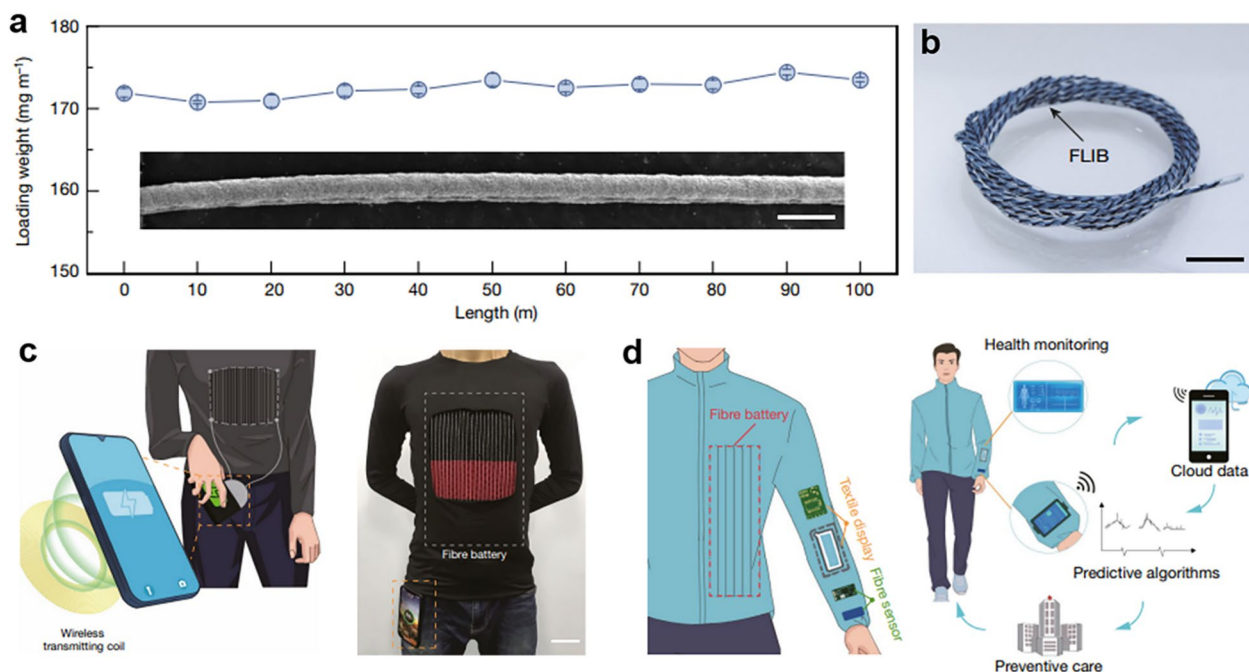 a
180
170
160
150
Loading weight (mg m⁻¹)
0 10 20 30 40 50 60 70 80 90 100
Length (m)
b
FLIB
c
Wireless
transmitting coil
Fibre battery
d
Fibre battery
Textile display
Fibre sensor
Health monitoring
Cloud data
Predictive algorithms
Preventive care